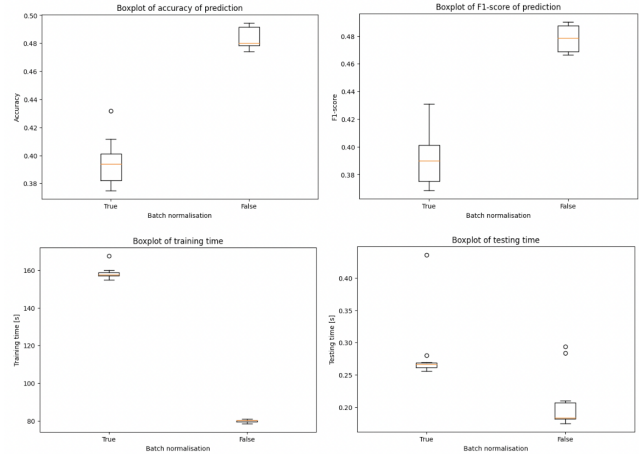 Boxplot of accuracy of prediction
0.50
0.48
0.46
0.44
0.42
0.40
0.38
Accuracy
True
False
Batch normalisation
Boxplot of F1-score of prediction
0.48
0.46
0.44
0.42
0.40
0.38
F1-score
True
False
Batch normalisation
Boxplot of training time
160
140
120
100
80
Training time [s]
True
False
Batch normalisation
Boxplot of testing time
0.40
0.35
0.30
0.25
0.20
Testing time [s]
True
False
Batch normalisation